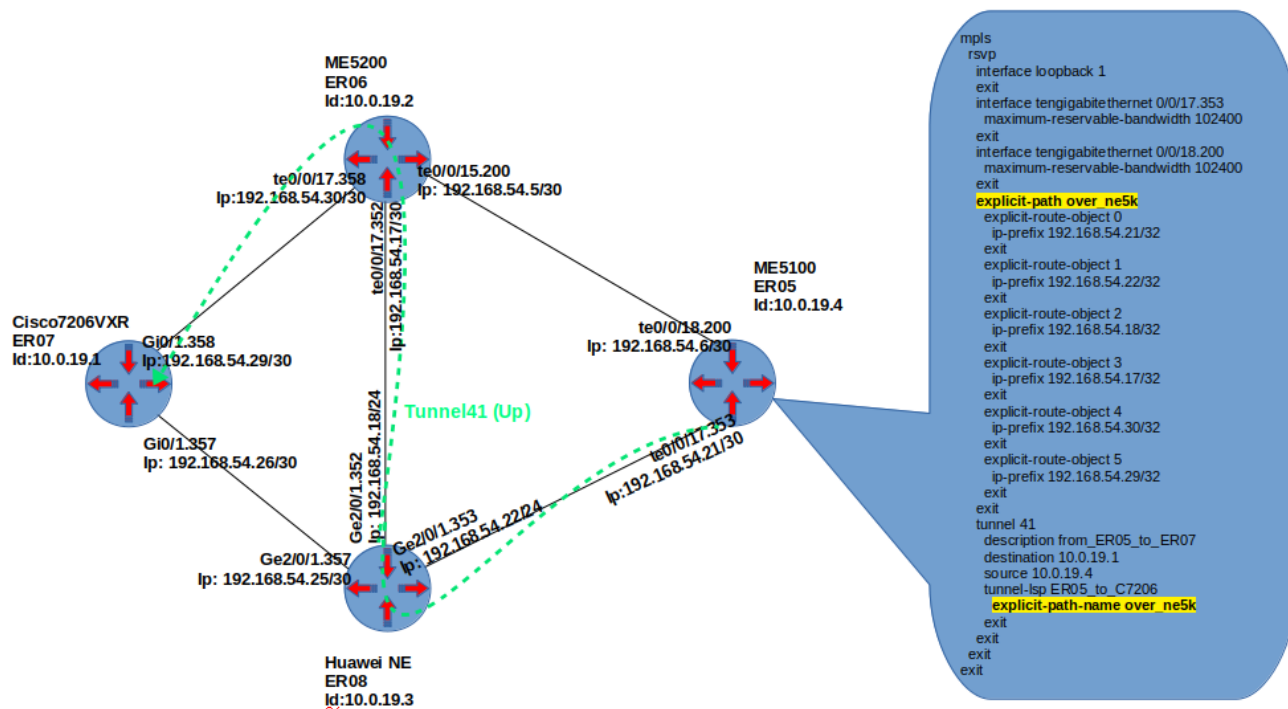 ME5200
ER06
Id:10.0.19.2
te0/0/17.358
Ip:192.168.54.30/30
te0/0/15.200
Ip: 192.168.54.5/30
te0/0/17.352
Ip:192.168.54.17/30
ME5100
ER05
Id:10.0.19.4
te0/0/18.200
Ip: 192.168.54.6/30
Cisco7206VXR
ER07
Id:10.0.19.1
Gi0/1.358
Ip:192.168.54.29/30
Gi0/1.357
Ip: 192.168.54.26/30
Tunnel41 (Up)
Ge2/0/1.352
Ip: 192.168.54.18/24
te0/0/17.353
Ip:192.168.54.21/30
Ge2/0/1.353
Ip: 192.168.54.22/24
Ge2/0/1.357
Ip: 192.168.54.25/30
Huawei NE
ER08
Id:10.0.19.3
mpls
rsvp
interface loopback 1
exit
interface tengigabitethernet 0/0/17.353
maximum-reservable-bandwidth 102400
exit
interface tengigabitethernet 0/0/18.200
maximum-reservable-bandwidth 102400
exit
explicit-path over_ne5k
explicit-route-object 0
ip-prefix 192.168.54.21/32
exit
explicit-route-object 1
ip-prefix 192.168.54.22/32
exit
explicit-route-object 2
ip-prefix 192.168.54.18/32
exit
explicit-route-object 3
ip-prefix 192.168.54.17/32
exit
explicit-route-object 4
ip-prefix 192.168.54.30/32
exit
explicit-route-object 5
ip-prefix 192.168.54.29/32
exit
exit
tunnel 41
description from_ER05_to_ER07
destination 10.0.19.1
source 10.0.19.4
tunnel-lsp ER05_to_C7206
explicit-path-name over_ne5k
exit
exit
exit
exit